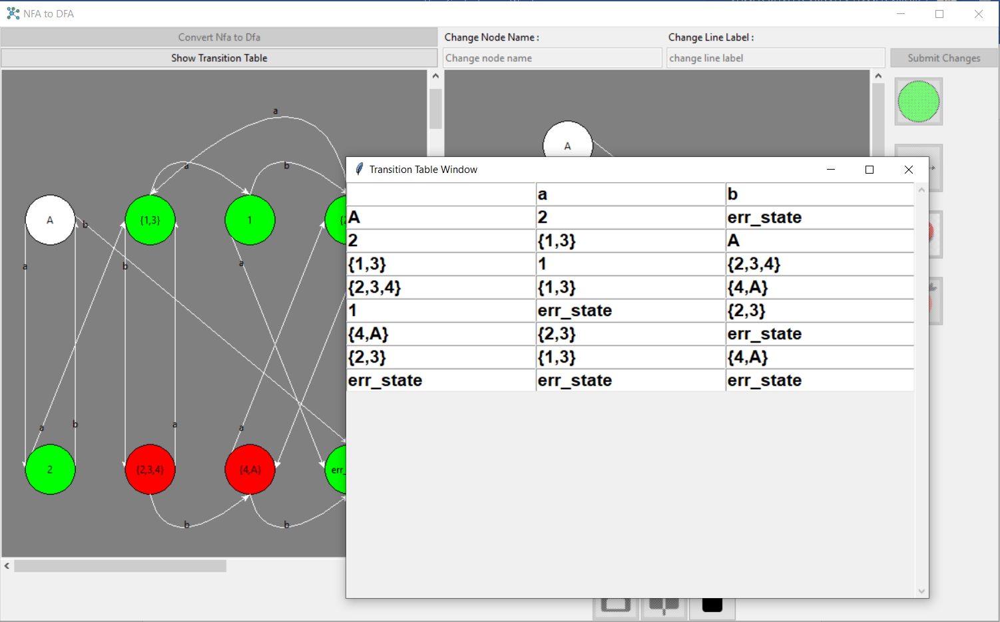 NFA to DFA
Convert Nfa to Dfa
Change Node Name :
Change Line Label :
Show Transition Table
Change node name
change line label
Submit Changes
a
A
a
b
A
{1,3}
1
b
a
b
a
a
b
a
a
2
{2,3,4}
{4,A}
err_
b
b
Transition Table Window
a b
A 2 err_state
2 {1,3} A
{1,3} 1 {2,3,4}
{2,3,4} {1,3} {4,A}
1 err_state {2,3}
{4,A} {2,3} err_state
{2,3} {1,3} {4,A}
err_state err_state err_state